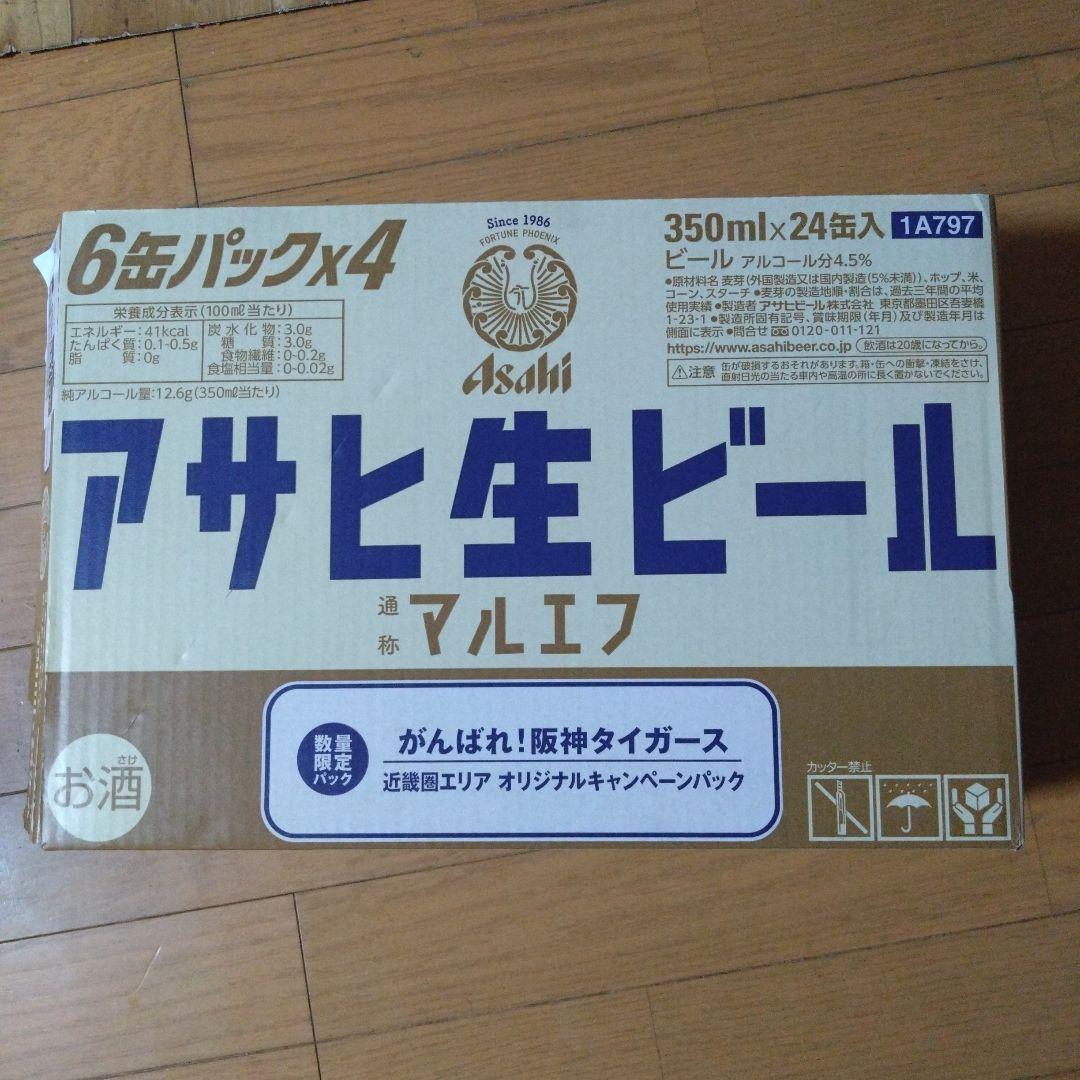 6缶パック×4
栄養成分表示(100㎖当たり)
エネルギー:41kcal
たんぱく質:0.1-0.5g
脂質:0g
炭水化物:3.0g
糖質:3.0g
食物繊維:0-0.2g
食塩相当量:0-0.02g
純アルコール量:12.6g(350㎖当たり)
Since 1986
FORTUNE PHOENIX
Asahi
350ml×24缶入 1A797
ビール アルコール分4.5%
●原材料名 麦芽(外国製造又は国内製造(5%未満))、ホップ、米、
コーン、スターチ ●麦芽の製造地順・割合は、過去三年間の平均
使用実績 ●製造者 アサヒビール株式会社 東京都墨田区吾妻橋
1-23-1 ●製造所固有記号、賞味期限(年月)及び製造年月は
側面に表示 ●問合せ 0120-011-121
https://www.asahibeer.co.jp (飲酒は20歳になってから。)
⚠注意 缶が破損するおそれがあります。箱・缶への衝撃・凍結をさけ、
直射日光の当たる車内や高温の所に長く置かないでください。
アサヒ生ビール
通称 マルエフ
数量
限定
パック
がんばれ!阪神タイガース
近畿圏エリア オリジナルキャンペーンパック
さけ
お酒
カッター禁止